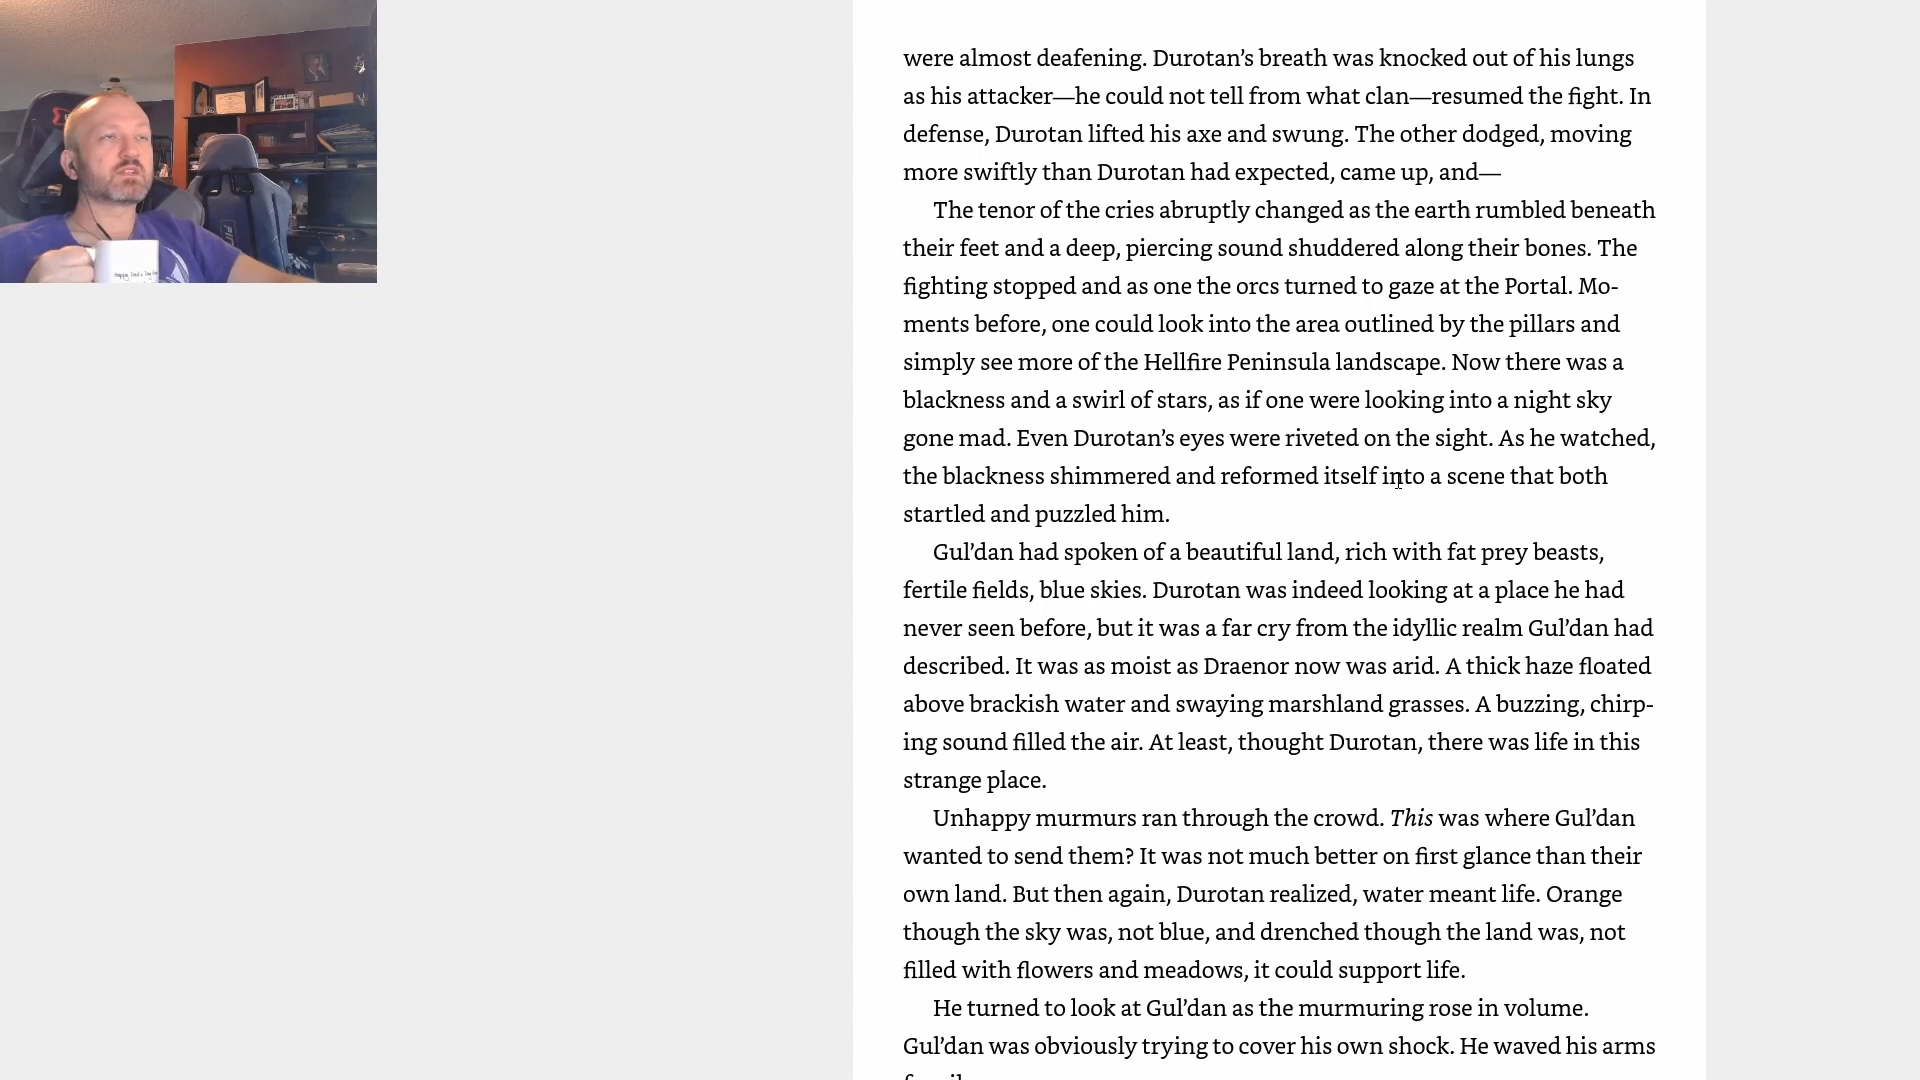 were almost deafening. Durotan’s breath was knocked out of his lungs
as his attacker—he could not tell from what clan—resumed the fight. In
defense, Durotan lifted his axe and swung. The other dodged, moving
more swiftly than Durotan had expected, came up, and—
The tenor of the cries abruptly changed as the earth rumbled beneath
their feet and a deep, piercing sound shuddered along their bones. The
fighting stopped and as one the orcs turned to gaze at the Portal. Mo-
ments before, one could look into the area outlined by the pillars and
simply see more of the Hellfire Peninsula landscape. Now there was a
blackness and a swirl of stars, as if one were looking into a night sky
gone mad. Even Durotan’s eyes were riveted on the sight. As he watched,
the blackness shimmered and reformed itself into a scene that both
startled and puzzled him.
Gul’dan had spoken of a beautiful land, rich with fat prey beasts,
fertile fields, blue skies. Durotan was indeed looking at a place he had
never seen before, but it was a far cry from the idyllic realm Gul’dan had
described. It was as moist as Draenor now was arid. A thick haze floated
above brackish water and swaying marshland grasses. A buzzing, chirp-
ing sound filled the air. At least, thought Durotan, there was life in this
strange place.
Unhappy murmurs ran through the crowd. This was where Gul’dan
wanted to send them? It was not much better on first glance than their
own land. But then again, Durotan realized, water meant life. Orange
though the sky was, not blue, and drenched though the land was, not
filled with flowers and meadows, it could support life.
He turned to look at Gul’dan as the murmuring rose in volume.
Gul’dan was obviously trying to cover his own shock. He waved his arms